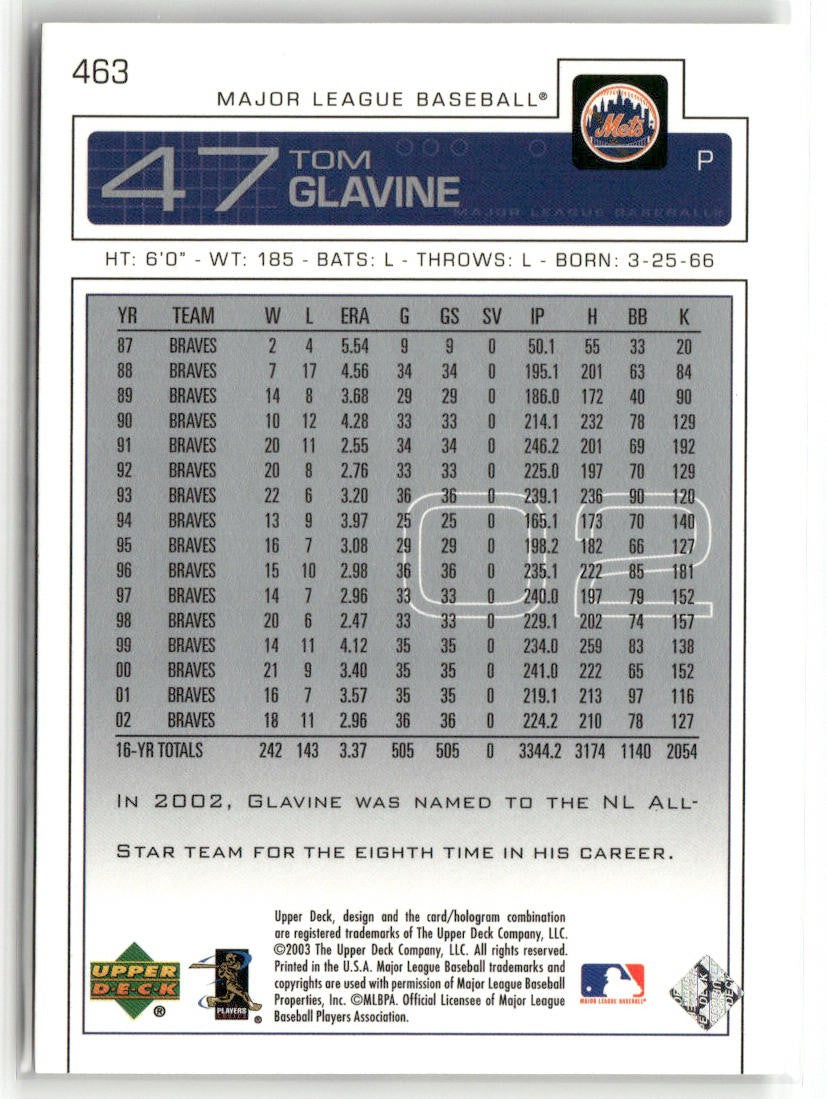 463
MAJOR LEAGUE BASEBALL®
Mets
47 TOM GLAVINE P
MAJOR LEAGUE BASEBALL®
HT: 6'0" - WT: 185 - BATS: L - THROWS: L - BORN: 3-25-66
YR TEAM W L ERA G GS SV IP H BB K
87 BRAVES 2 4 5.54 9 9 0 50.1 55 33 20
88 BRAVES 7 17 4.56 34 34 0 195.1 201 63 84
89 BRAVES 14 8 3.68 29 29 0 186.0 172 40 90
90 BRAVES 10 12 4.28 33 33 0 214.1 232 78 129
91 BRAVES 20 11 2.55 34 34 0 246.2 201 69 192
92 BRAVES 20 8 2.76 33 33 0 225.0 197 70 129
93 BRAVES 22 6 3.20 36 36 0 239.1 236 90 120
94 BRAVES 13 9 3.97 25 25 0 165.1 173 70 140
95 BRAVES 16 7 3.08 29 29 0 198.2 182 66 127
96 BRAVES 15 10 2.98 36 36 0 235.1 222 85 181
97 BRAVES 14 7 2.96 33 33 0 240.0 197 79 152
98 BRAVES 20 6 2.47 33 33 0 229.1 202 74 157
99 BRAVES 14 11 4.12 35 35 0 234.0 259 83 138
00 BRAVES 21 9 3.40 35 35 0 241.0 222 65 152
01 BRAVES 16 7 3.57 35 35 0 219.1 213 97 116
02 BRAVES 18 11 2.96 36 36 0 224.2 210 78 127
16-YR TOTALS 242 143 3.37 505 505 0 3344.2 3174 1140 2054
02
IN 2002, GLAVINE WAS NAMED TO THE NL ALL-
STAR TEAM FOR THE EIGHTH TIME IN HIS CAREER.
Upper Deck, design and the card/hologram combination
are registered trademarks of The Upper Deck Company, LLC.
©2003 The Upper Deck Company, LLC. All rights reserved.
Printed in the U.S.A. Major League Baseball trademarks and
copyrights are used with permission of Major League Baseball
Properties, Inc. ©MLBPA. Official Licensee of Major League
Baseball Players Association.
UPPER
DECK
®
PLAYERS
®
MAJOR LEAGUE BASEBALL®